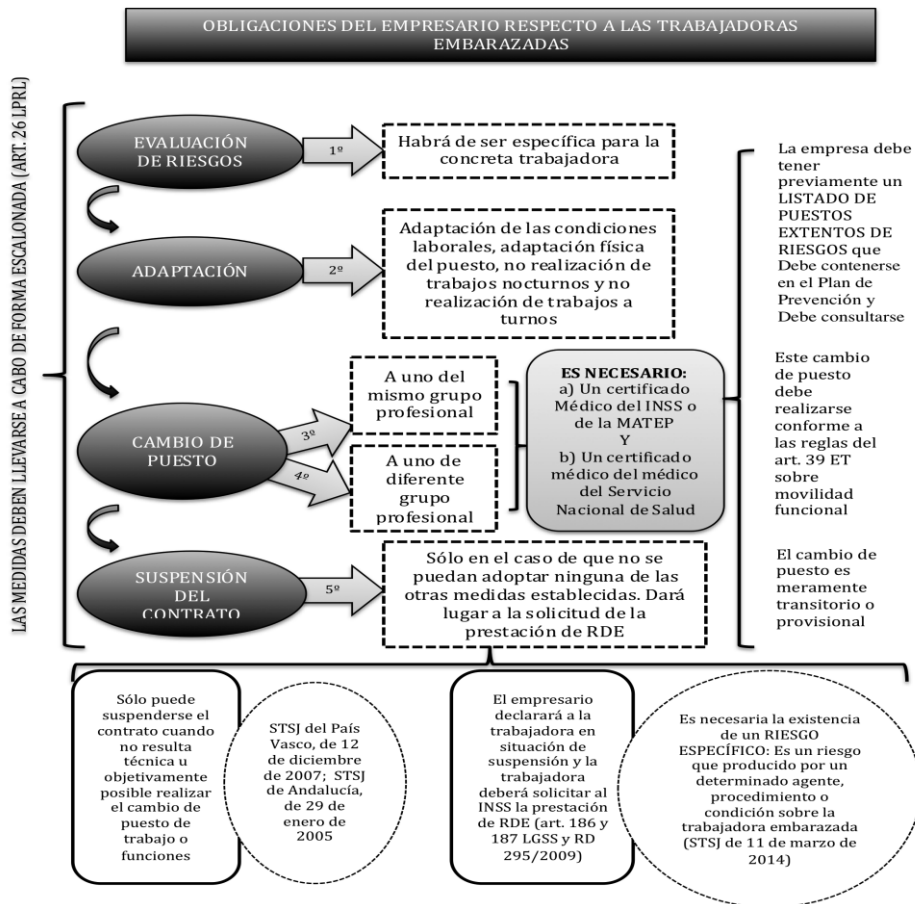 OBLIGACIONES DEL EMPRESARIO RESPECTO A LAS TRABAJADORAS
EMBARAZADAS
LAS MEDIDAS DEBEN LLEVARSE A CABO DE FORMA ESCALONADA (ART. 26 LPRL)
EVALUACIÓN
DE RIESGOS
1º
Habrá de ser específica para la
concreta trabajadora
ADAPTACIÓN
2º
Adaptación de las condiciones
laborales, adaptación física
del puesto, no realización de
trabajos nocturnos y no
realización de trabajos a
turnos
CAMBIO DE
PUESTO
3º
A uno del
mismo grupo
profesional
4º
A uno de
diferente
grupo
profesional
ES NECESARIO:
a) Un certificado
Médico del INSS o
de la MATEP
Y
b) Un certificado
médico del médico
del Servicio
Nacional de Salud
SUSPENSIÓN
DEL
CONTRATO
5º
Sólo en el caso de que no se
puedan adoptar ninguna de las
otras medidas establecidas. Dará
lugar a la solicitud de la
prestación de RDE
La empresa debe
tener
previamente un
LISTADO DE
PUESTOS
EXTENTOS DE
RIESGOS que
Debe contenerse
en el Plan de
Prevención y
Debe consultarse
Este cambio
de puesto
debe
realizarse
conforme a
las reglas del
art. 39 ET
sobre
movilidad
funcional
El cambio de
puesto es
meramente
transitorio o
provisional
Sólo puede
suspenderse el
contrato cuando
no resulta
técnica u
objetivamente
posible realizar
el cambio de
puesto de
trabajo o
funciones
STSJ del País
Vasco, de 12
de diciembre
de 2007; STSJ
de Andalucía,
de 29 de
enero de
2005
El empresario
declarará a la
trabajadora en
situación de
suspensión y la
trabajadora
deberá solicitar al
INSS la prestación
de RDE (art. 186 y
187 LGSS y RD
295/2009)
Es necesaria la existencia
de un RIESGO
ESPECÍFICO: Es un riesgo
que producido por un
determinado agente,
procedimiento o
condición sobre la
trabajadora embarazada
(STSJ de 11 de marzo de
2014)